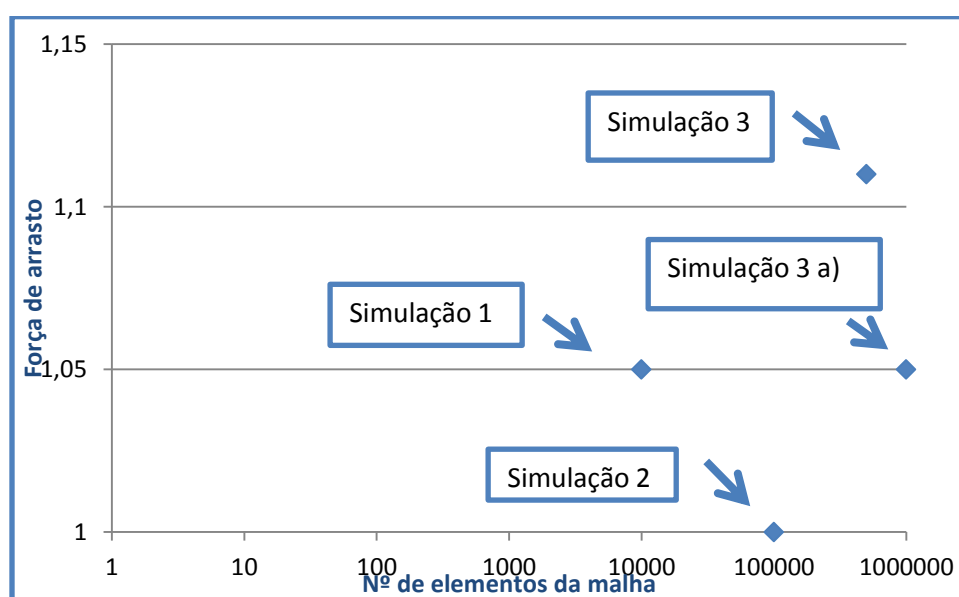 1,15
Simulação 3
1,1
Simulação 3 a)
Simulação 1
1,05
Simulação 2
1
1 10 100 1000 10000 100000 1000000
Força de arrasto
Nº de elementos da malha